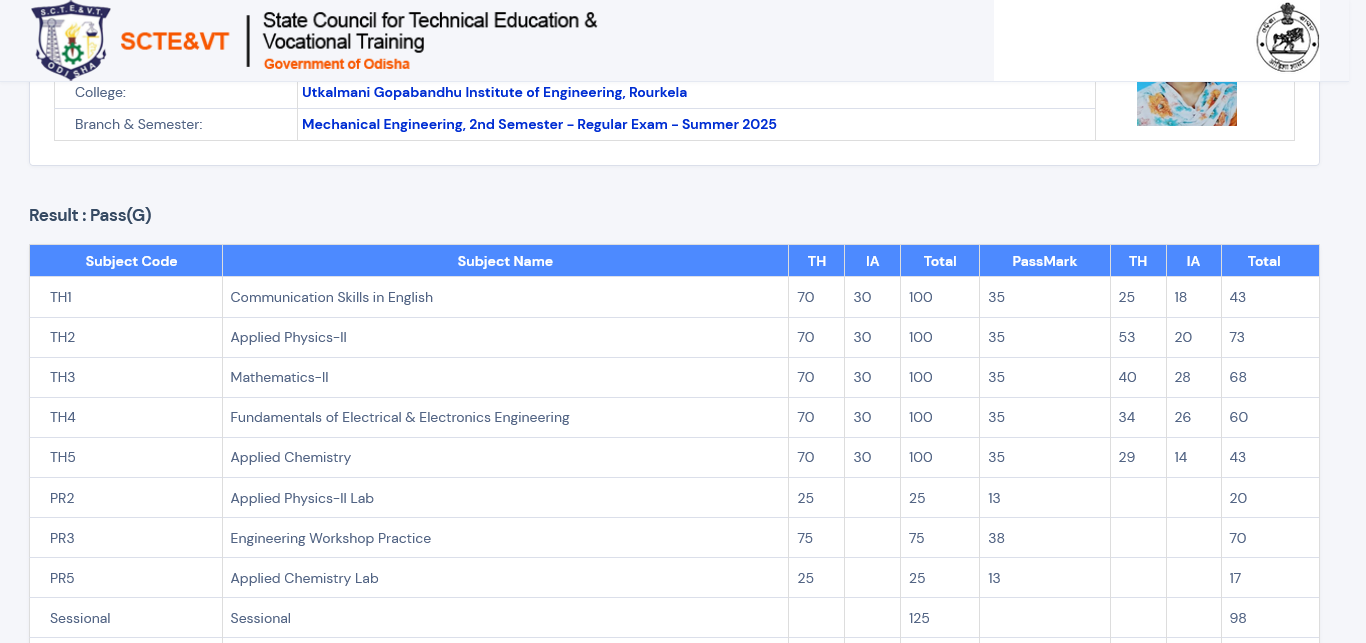 S.C.T.E.&V.T.
ODISHA
SCTE&VT
State Council for Technical Education &
Vocational Training
Government of Odisha
College: Utkalmani Gopabandhu Institute of Engineering, Rourkela
Branch & Semester: Mechanical Engineering, 2nd Semester - Regular Exam - Summer 2025
Result : Pass(G)
Subject Code Subject Name TH IA Total PassMark TH IA Total
TH1 Communication Skills in English 70 30 100 35 25 18 43
TH2 Applied Physics-II 70 30 100 35 53 20 73
TH3 Mathematics-II 70 30 100 35 40 28 68
TH4 Fundamentals of Electrical & Electronics Engineering 70 30 100 35 34 26 60
TH5 Applied Chemistry 70 30 100 35 29 14 43
PR2 Applied Physics-II Lab 25 25 13 20
PR3 Engineering Workshop Practice 75 75 38 70
PR5 Applied Chemistry Lab 25 25 13 17
Sessional Sessional 125 98